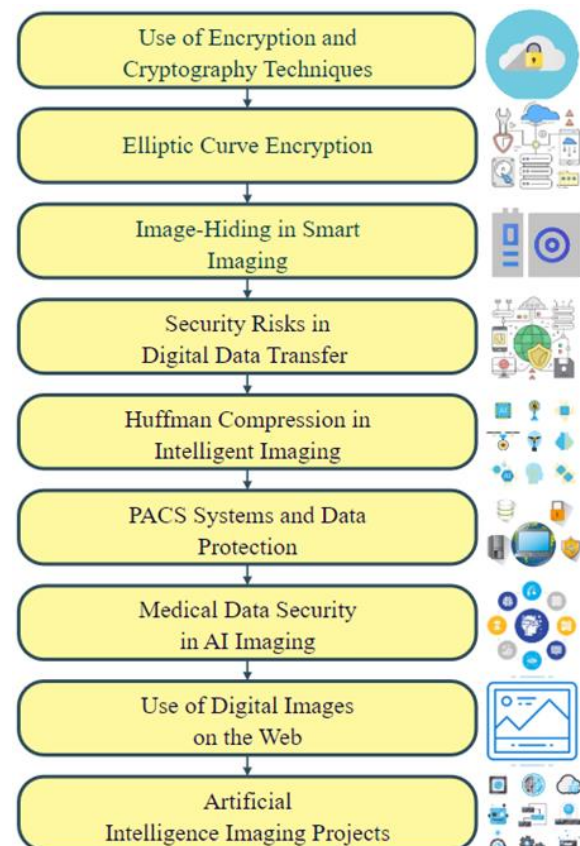 Use of Encryption and
Cryptography Techniques
Elliptic Curve Encryption
Image-Hiding in Smart
Imaging
Security Risks in
Digital Data Transfer
Huffman Compression in
Intelligent Imaging
AI
AI
PACS Systems and Data
Protection
Medical Data Security
in AI Imaging
Use of Digital Images
on the Web
Artificial
Intelligence Imaging Projects